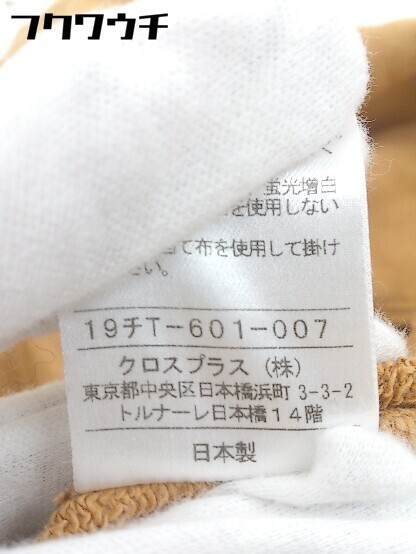 フクウウチ
蛍光増白
を使用しない
当て布を使用して掛け
さい。
19チT-601-007
クロスプラス(株)
東京都中央区日本橋浜町 3-3-2
トルナーレ日本橋14階
日本製